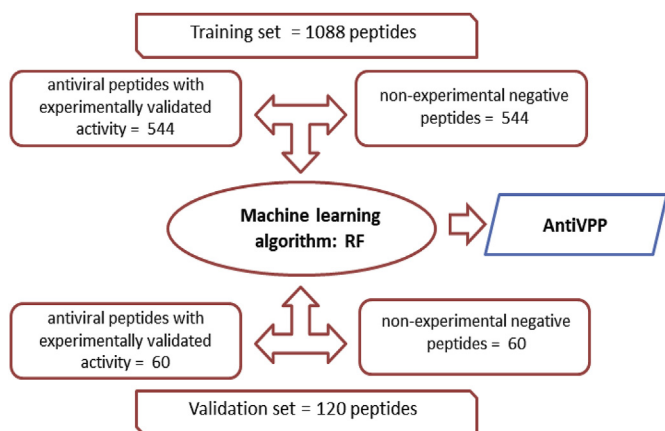 Training set = 1088 peptides
antiviral peptides with
experimentally validated
activity = 544
non-experimental negative
peptides = 544
Machine learning
algorithm: RF
AntiVPP
antiviral peptides with
experimentally validated
activity = 60
non-experimental negative
peptides = 60
Validation set = 120 peptides